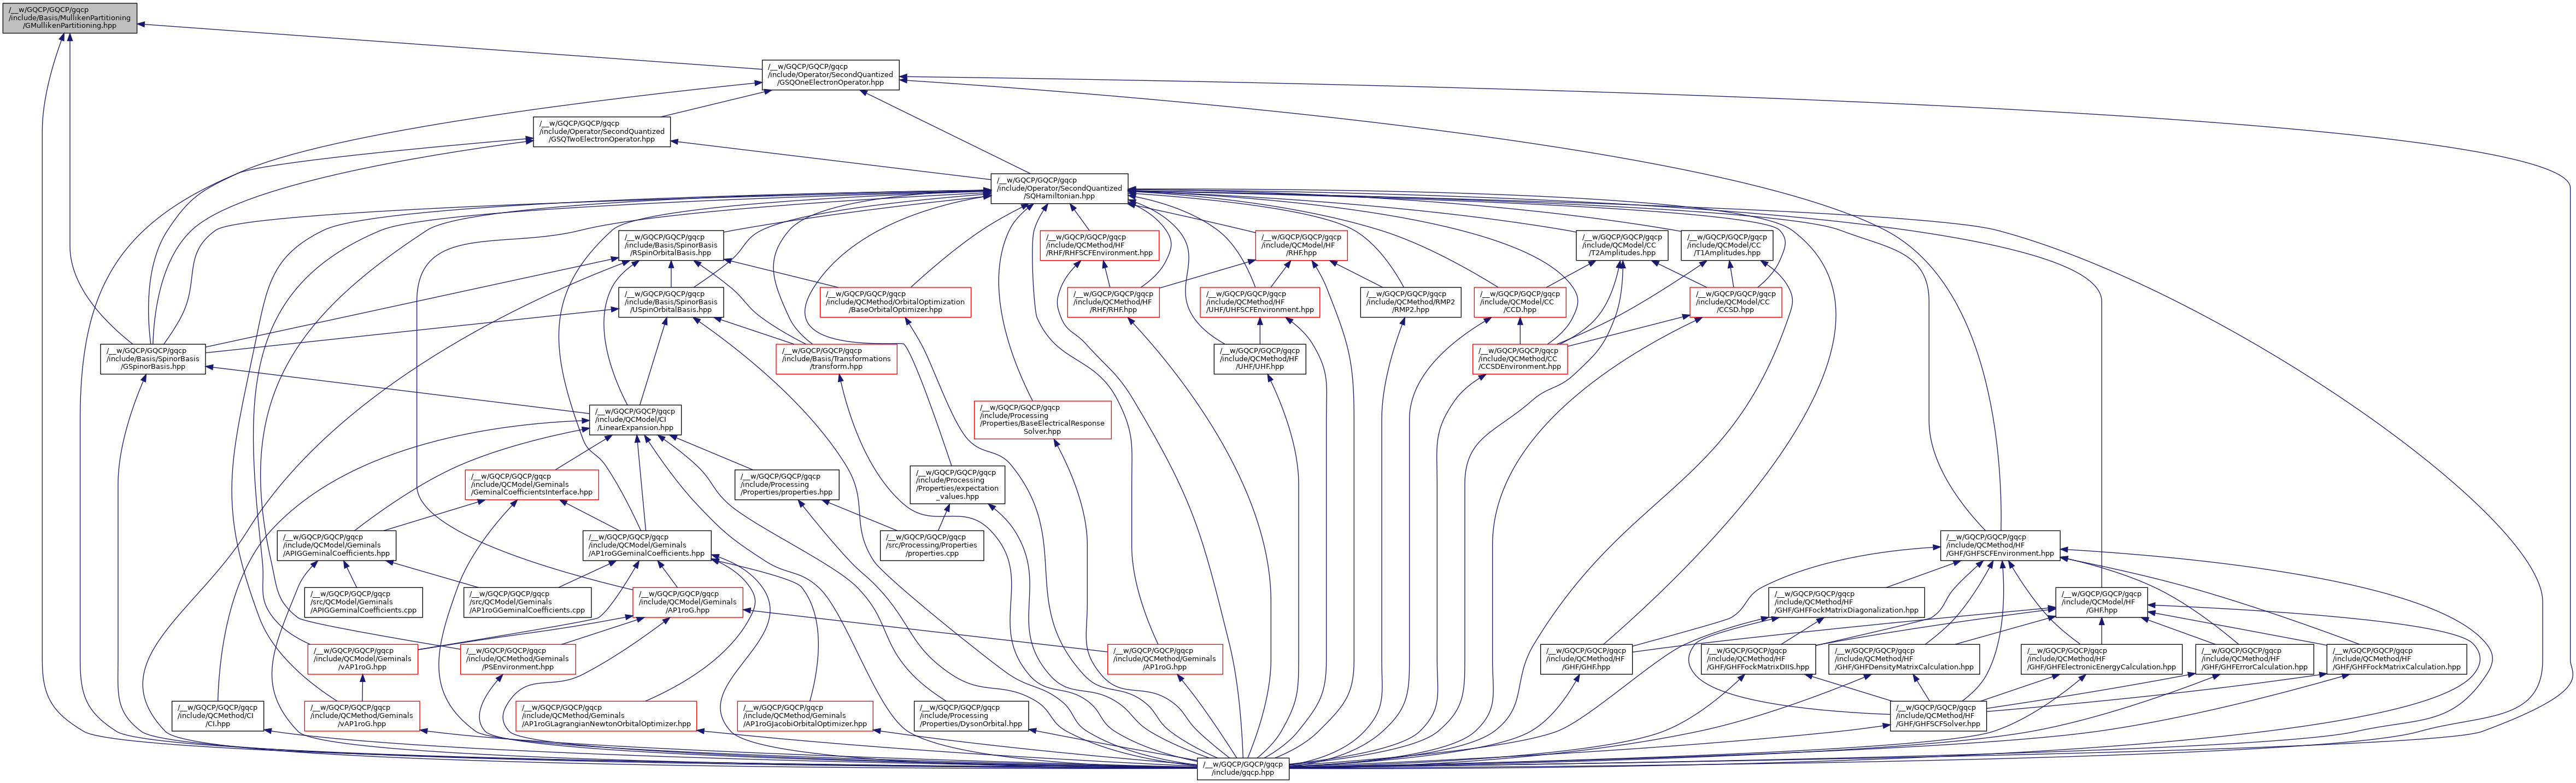 /__w/GQCP/GQCP/gqcp
/include/Basis/MullikenPartitioning
/GMullikenPartitioning.hpp
/__w/GQCP/GQCP/gqcp
/include/Operator/SecondQuantized
/GSQOneElectronOperator.hpp
/__w/GQCP/GQCP/gqcp
/include/Operator/SecondQuantized
/GSQTwoElectronOperator.hpp
/__w/GQCP/GQCP/gqcp
/include/Operator/SecondQuantized
/SQHamiltonian.hpp
/__w/GQCP/GQCP/gqcp
/include/Basis/SpinorBasis
/RSpinOrbitalBasis.hpp
/__w/GQCP/GQCP/gqcp
/include/QCMethod/HF
/RHF/RHFSCFEnvironment.hpp
/__w/GQCP/GQCP/gqcp
/include/QCModel/HF
/RHF.hpp
/__w/GQCP/GQCP/gqcp
/include/QCModel/CC
/T2Amplitudes.hpp
/__w/GQCP/GQCP/gqcp
/include/QCModel/CC
/T1Amplitudes.hpp
/__w/GQCP/GQCP/gqcp
/include/Basis/SpinorBasis
/USpinOrbitalBasis.hpp
/__w/GQCP/GQCP/gqcp
/include/QCMethod/OrbitalOptimization
/BaseOrbitalOptimizer.hpp
/__w/GQCP/GQCP/gqcp
/include/QCMethod/HF
/RHF/RHF.hpp
/__w/GQCP/GQCP/gqcp
/include/QCMethod/HF
/UHF/UHFSCFEnvironment.hpp
/__w/GQCP/GQCP/gqcp
/include/QCMethod/RMP2
/RMP2.hpp
/__w/GQCP/GQCP/gqcp
/include/QCModel/CC
/CCD.hpp
/__w/GQCP/GQCP/gqcp
/include/QCModel/CC
/CCSD.hpp
/__w/GQCP/GQCP/gqcp
/include/Basis/SpinorBasis
/GSpinorBasis.hpp
/__w/GQCP/GQCP/gqcp
/include/Basis/Transformations
/transform.hpp
/__w/GQCP/GQCP/gqcp
/include/QCMethod/HF
/UHF/UHF.hpp
/__w/GQCP/GQCP/gqcp
/include/QCMethod/CC
/CCSDEnvironment.hpp
/__w/GQCP/GQCP/gqcp
/include/QCModel/CI
/LinearExpansion.hpp
/__w/GQCP/GQCP/gqcp
/include/Processing
/Properties/BaseElectricalResponse
Solver.hpp
/__w/GQCP/GQCP/gqcp
/include/QCModel/Geminals
/GeminalCoefficientsInterface.hpp
/__w/GQCP/GQCP/gqcp
/include/Processing
/Properties/properties.hpp
/__w/GQCP/GQCP/gqcp
/include/Processing
/Properties/expectation
_values.hpp
/__w/GQCP/GQCP/gqcp
/include/QCModel/Geminals
/APIGGeminalCoefficients.hpp
/__w/GQCP/GQCP/gqcp
/include/QCModel/Geminals
/AP1roGGeminalCoefficients.hpp
/__w/GQCP/GQCP/gqcp
/src/Processing/Properties
/properties.cpp
/__w/GQCP/GQCP/gqcp
/include/QCMethod/HF
/GHF/GHFSCFEnvironment.hpp
/__w/GQCP/GQCP/gqcp
/src/QCModel/Geminals
/APIGGeminalCoefficients.cpp
/__w/GQCP/GQCP/gqcp
/src/QCModel/Geminals
/AP1roGGeminalCoefficients.cpp
/__w/GQCP/GQCP/gqcp
/include/QCModel/Geminals
/AP1roG.hpp
/__w/GQCP/GQCP/gqcp
/include/QCMethod/HF
/GHF/GHFFockMatrixDiagonalization.hpp
/__w/GQCP/GQCP/gqcp
/include/QCModel/HF
/GHF.hpp
/__w/GQCP/GQCP/gqcp
/include/QCModel/Geminals
/vAP1roG.hpp
/__w/GQCP/GQCP/gqcp
/include/QCMethod/Geminals
/PSEnvironment.hpp
/__w/GQCP/GQCP/gqcp
/include/QCMethod/Geminals
/AP1roG.hpp
/__w/GQCP/GQCP/gqcp
/include/QCMethod/HF
/GHF/GHF.hpp
/__w/GQCP/GQCP/gqcp
/include/QCMethod/HF
/GHF/GHFFockMatrixDIIS.hpp
/__w/GQCP/GQCP/gqcp
/include/QCMethod/HF
/GHF/GHFDensityMatrixCalculation.hpp
/__w/GQCP/GQCP/gqcp
/include/QCMethod/HF
/GHF/GHFElectronicEnergyCalculation.hpp
/__w/GQCP/GQCP/gqcp
/include/QCMethod/HF
/GHF/GHFErrorCalculation.hpp
/__w/GQCP/GQCP/gqcp
/include/QCMethod/HF
/GHF/GHFFockMatrixCalculation.hpp
/__w/GQCP/GQCP/gqcp
/include/QCMethod/CI
/CI.hpp
/__w/GQCP/GQCP/gqcp
/include/QCMethod/Geminals
/vAP1roG.hpp
/__w/GQCP/GQCP/gqcp
/include/QCMethod/Geminals
/AP1roGLagrangianNewtonOrbitalOptimizer.hpp
/__w/GQCP/GQCP/gqcp
/include/QCMethod/Geminals
/AP1roGJacobiOrbitalOptimizer.hpp
/__w/GQCP/GQCP/gqcp
/include/Processing
/Properties/DysonOrbital.hpp
/__w/GQCP/GQCP/gqcp
/include/QCMethod/HF
/GHF/GHFSCFSolver.hpp
/__w/GQCP/GQCP/gqcp
/include/gqcp.hpp